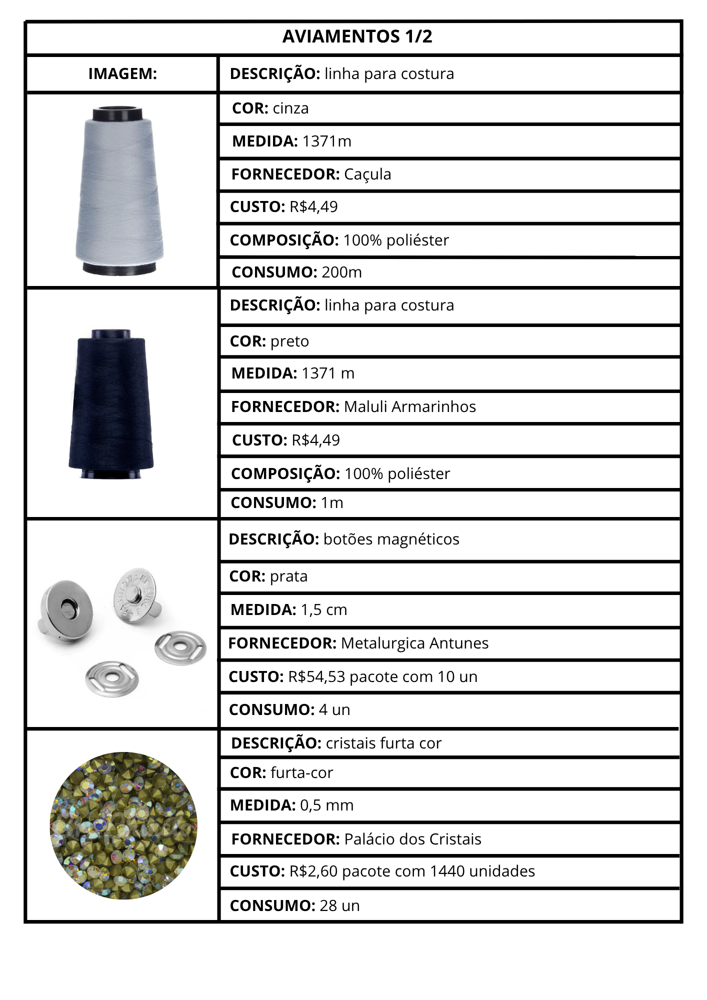 AVIAMENTOS 1/2
IMAGEM:
DESCRIÇÃO: linha para costura
COR: cinza
MEDIDA: 1371m
FORNECEDOR: Caçula
CUSTO: R$4,49
COMPOSIÇÃO: 100% poliéster
CONSUMO: 200m
DESCRIÇÃO: linha para costura
COR: preto
MEDIDA: 1371 m
FORNECEDOR: Maluli Armarinhos
CUSTO: R$4,49
COMPOSIÇÃO: 100% poliéster
CONSUMO: 1m
DESCRIÇÃO: botões magnéticos
COR: prata
MEDIDA: 1,5 cm
FORNECEDOR: Metalurgica Antunes
CUSTO: R$54,53 pacote com 10 un
CONSUMO: 4 un
DESCRIÇÃO: cristais furta cor
COR: furta-cor
MEDIDA: 0,5 mm
FORNECEDOR: Palácio dos Cristais
CUSTO: R$2,60 pacote com 1440 unidades
CONSUMO: 28 un